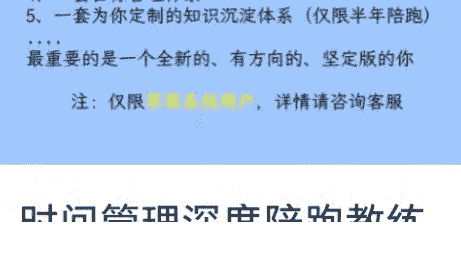 5、一套为你定制的知识沉淀体系（仅限半年陪跑）
....
最重要的是一个全新的、有方向的、坚定版的你
注：仅限系统用户，详情请咨询客服
时间管理深度陪跑教练